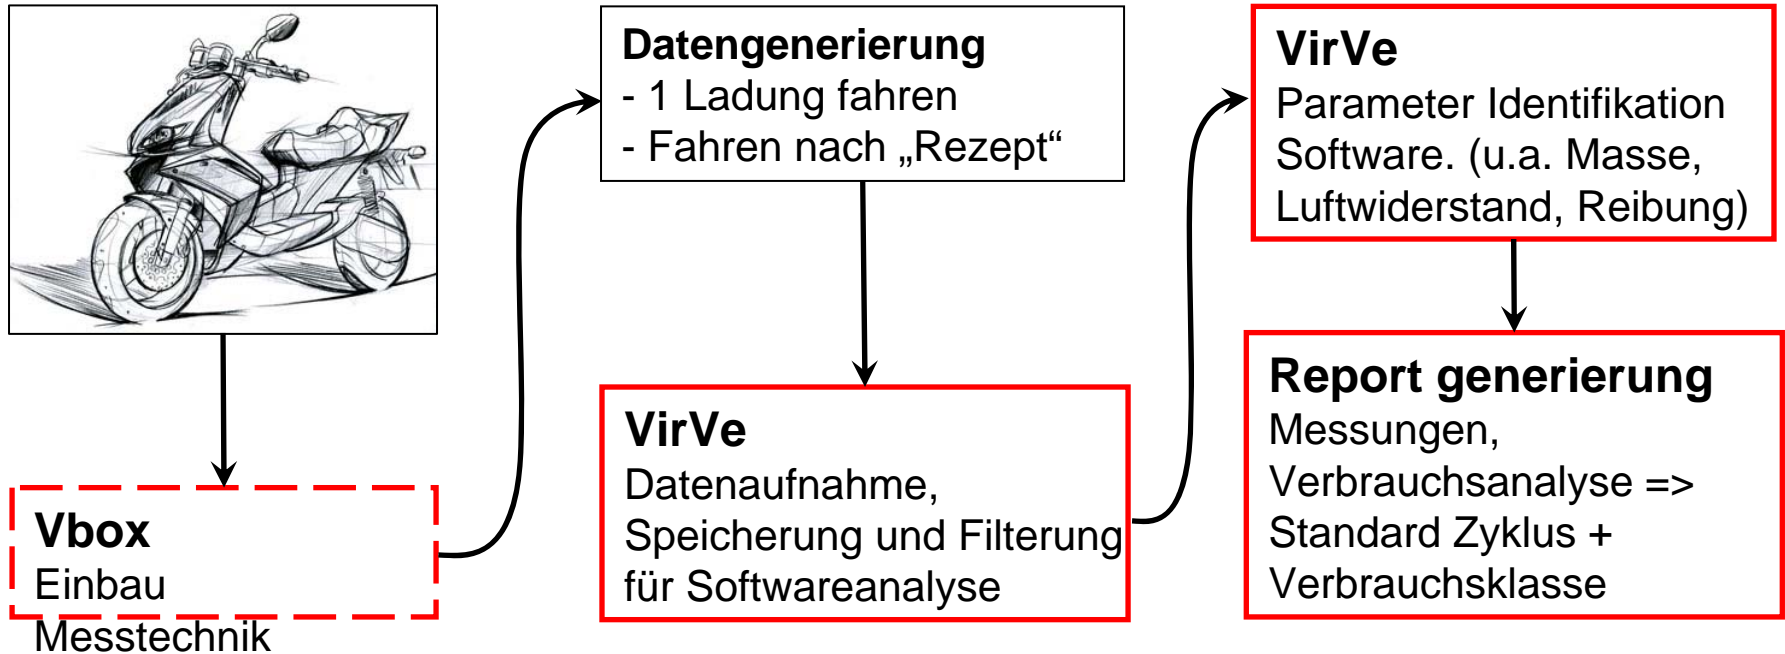 Vbox
Einbau
Messtechnik
Datengenerierung
- 1 Ladung fahren
- Fahren nach „Rezept“
VirVe
Datenaufnahme,
Speicherung und Filterung
für Softwareanalyse
VirVe
Parameter Identifikation
Software. (u.a. Masse,
Luftwiderstand, Reibung)
Report generierung
Messungen,
Verbrauchsanalyse =>
Standard Zyklus +
Verbrauchsklasse